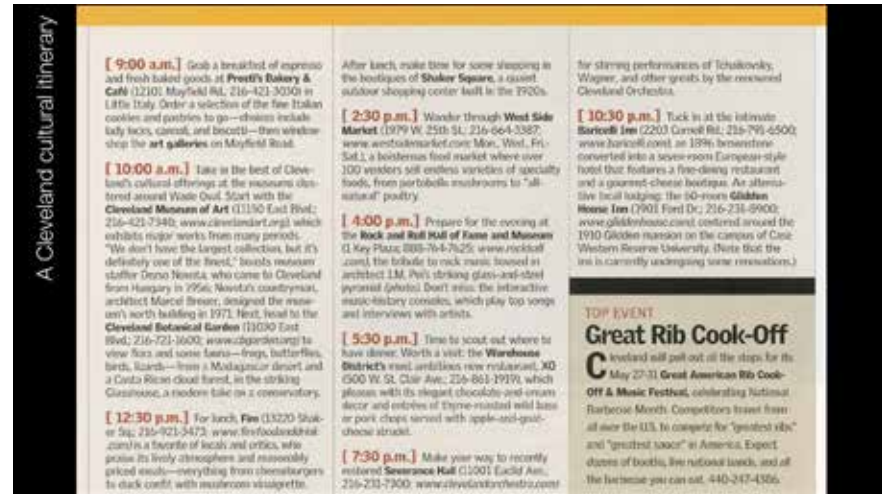 A Cleveland cultural itinerary
[ 9:00 a.m.] Grab a breakfast of espresso
and fresh baked goods at Presti's Bakery &
Café (12101 Mayfield Rd., 216-421-3030) in
Little Italy. Order a selection of the fine Italian
cookies and pastries to go—choices include
lady locks, cannoli, and biscotti—then window
shop the art galleries on Mayfield Road.
[ 10:00 a.m.] Take in the best of Cleve-
land's cultural offerings at the museums clus-
tered around Wade Oval. Start with the
Cleveland Museum of Art (11150 East Blvd.;
216-421-7340; www.clevelandart.org), which
exhibits major works from many periods.
"We don't have the largest collection, but it's
definitely one of the finest," boasts museum
staffer Dezso Novota, who came to Cleveland
from Hungary in 1956; Novota's countryman,
architect Marcel Breuer, designed the muse-
um's north building in 1971. Next, head to the
Cleveland Botanical Garden (11030 East
Blvd.; 216-721-1600; www.cbgarden.org) to
view flora and some fauna—frogs, butterflies,
birds, lizards—from a Madagascar desert and
a Costa Rican cloud forest, in the striking
Glasshouse, a modern take on a conservatory.
[ 12:30 p.m.] For lunch, Fire (13220 Shak-
er Sq.; 216-921-3473; www.firefoodanddrink
.com) is a favorite of locals and critics, who
praise its lively atmosphere and reasonably
priced meals—everything from cheeseburgers
to duck confit with mushroom vinaigrette.
After lunch, make time for some shopping in
the boutiques of Shaker Square, a quaint
outdoor shopping center built in the 1920s.
[ 2:30 p.m.] Wander through West Side
Market (1979 W. 25th St.; 216-664-3387;
www.westsidemarket.com; Mon., Wed., Fri.-
Sat.), a boisterous food market where over
100 vendors sell endless varieties of specialty
foods, from portobello mushrooms to "all-
natural" poultry.
[ 4:00 p.m.] Prepare for the evening at
the Rock and Roll Hall of Fame and Museum
(1 Key Plaza; 888-764-7625; www.rockhall
.com), the tribute to rock music housed in
architect I.M. Pei's striking glass-and-steel
pyramid (photo). Don't miss: the interactive
music-history consoles, which play top songs
and interviews with artists.
[ 5:30 p.m.] Time to scout out where to
have dinner. Worth a visit: the Warehouse
District's most ambitious new restaurant, XO
(500 W. St. Clair Ave.; 216-861-1919), which
pleases with its elegant chocolate-and-cream
decor and entrées of thyme-roasted wild bass
or pork chops served with apple-and-goat-
cheese strudel.
[ 7:30 p.m.] Make your way to recently
restored Severance Hall (11001 Euclid Ave.,
216-231-7300; www.clevelandorchestra.com)
for stirring performances of Tchaikovsky,
Wagner, and other greats by the renowned
Cleveland Orchestra.
[ 10:30 p.m.] Tuck in at the intimate
Baricelli Inn (2203 Cornell Rd.; 216-791-6500;
www.baricelli.com), an 1896 brownstone
converted into a seven-room European-style
hotel that features a fine-dining restaurant
and a gourmet-cheese boutique. An alterna-
tive local lodging: the 60-room Glidden
House Inn (1901 Ford Dr.; 216-231-8900;
www.gliddenhouse.com), centered around the
1910 Glidden mansion on the campus of Case
Western Reserve University. (Note that the
inn is currently undergoing some renovations.)
TOP EVENT
Great Rib Cook-Off
Cleveland will pull out all the stops for its
May 27-31 Great American Rib Cook-
Off & Music Festival, celebrating National
Barbecue Month. Competitors travel from
all over the U.S. to compete for "greatest ribs"
and "greatest sauce" in America. Expect
dozens of booths, live national bands, and all
the barbecue you can eat. 440-247-4386.